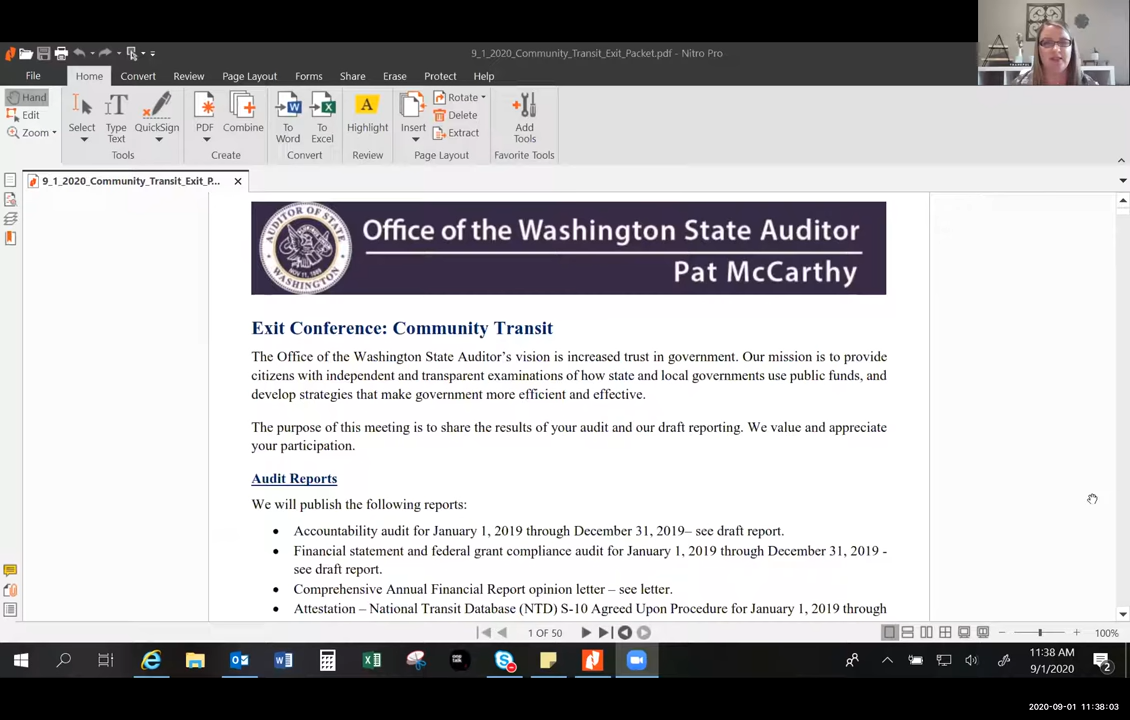 9_1_2020_Community_Transit_Exit_Packet.pdf - Nitro Pro
File Home Convert Review Page Layout Forms Share Erase Protect Help
Hand
Edit
Zoom
Select
Type Text
QuickSign
Tools
PDF
Combine
Create
To Word
To Excel
Convert
Highlight
Review
Insert
Rotate
Delete
Extract
Page Layout
Add Tools
Favorite Tools
9_1_2020_Community_Transit_Exit_P...
AUDITOR OF STATE
NOV 11, 1889
WASHINGTON
Office of the Washington State Auditor
Pat McCarthy
Exit Conference: Community Transit
The Office of the Washington State Auditor's vision is increased trust in government. Our mission is to provide
citizens with independent and transparent examinations of how state and local governments use public funds, and
develop strategies that make government more efficient and effective.
The purpose of this meeting is to share the results of your audit and our draft reporting. We value and appreciate
your participation.
Audit Reports
We will publish the following reports:
• Accountability audit for January 1, 2019 through December 31, 2019– see draft report.
• Financial statement and federal grant compliance audit for January 1, 2019 through December 31, 2019 -
see draft report.
• Comprehensive Annual Financial Report opinion letter – see letter.
• Attestation – National Transit Database (NTD) S-10 Agreed Upon Procedure for January 1, 2019 through
1 OF 50
100%
11:38 AM
9/1/2020
2
2020-09-01 11:38:03